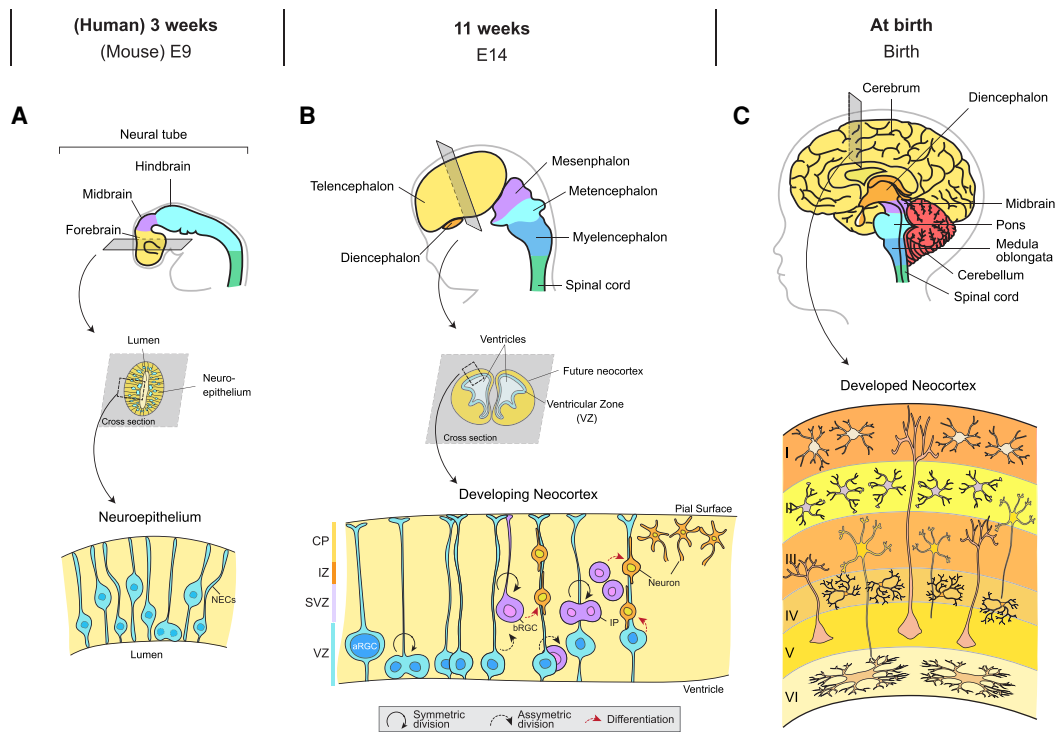 (Human) 3 weeks
(Mouse) E9
11 weeks
E14
At birth
Birth
A
Neural tube
Hindbrain
Midbrain
Forebrain
Lumen
Neuro-
epithelium
Cross section
Neuroepithelium
NECs
Lumen
B
Telencephalon
Diencephalon
Mesenphalon
Metencephalon
Myelencephalon
Spinal cord
Ventricles
Future neocortex
Ventricular Zone
(VZ)
Cross section
Developing Neocortex
Pial Surface
CP
IZ
SVZ
VZ
aRGC
bRGC
IP
Neuron
Ventricle
Symmetric
division
Assymetric
division
Differentiation
C
Cerebrum
Diencephalon
Midbrain
Pons
Medula
oblongata
Cerebellum
Spinal cord
Developed Neocortex
I
II
III
IV
V
VI